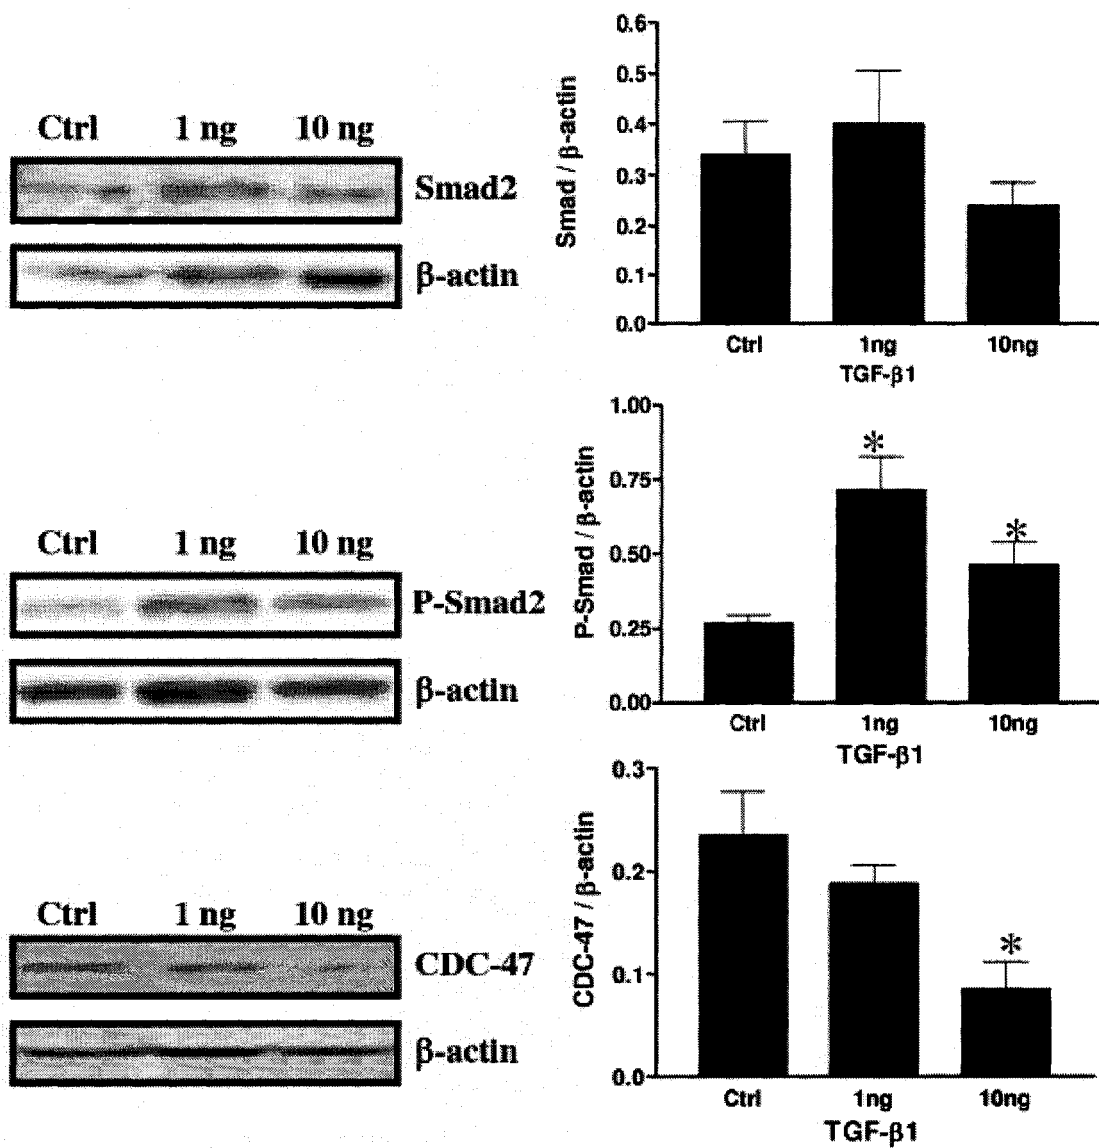 Ctrl 1 ng 10 ng
Smad2
β-actin
Smad / β-actin
0.6
0.5
0.4
0.3
0.2
0.1
0.0
Ctrl 1ng 10ng
TGF-β1
Ctrl 1 ng 10 ng
P-Smad2
β-actin
P-Smad / β-actin
1.00
0.75
0.50
0.25
0.00
* *
Ctrl 1ng 10ng
TGF-β1
Ctrl 1 ng 10 ng
CDC-47
β-actin
CDC-47 / β-actin
0.3
0.2
0.1
0.0
*
Ctrl 1ng 10ng
TGF-β1